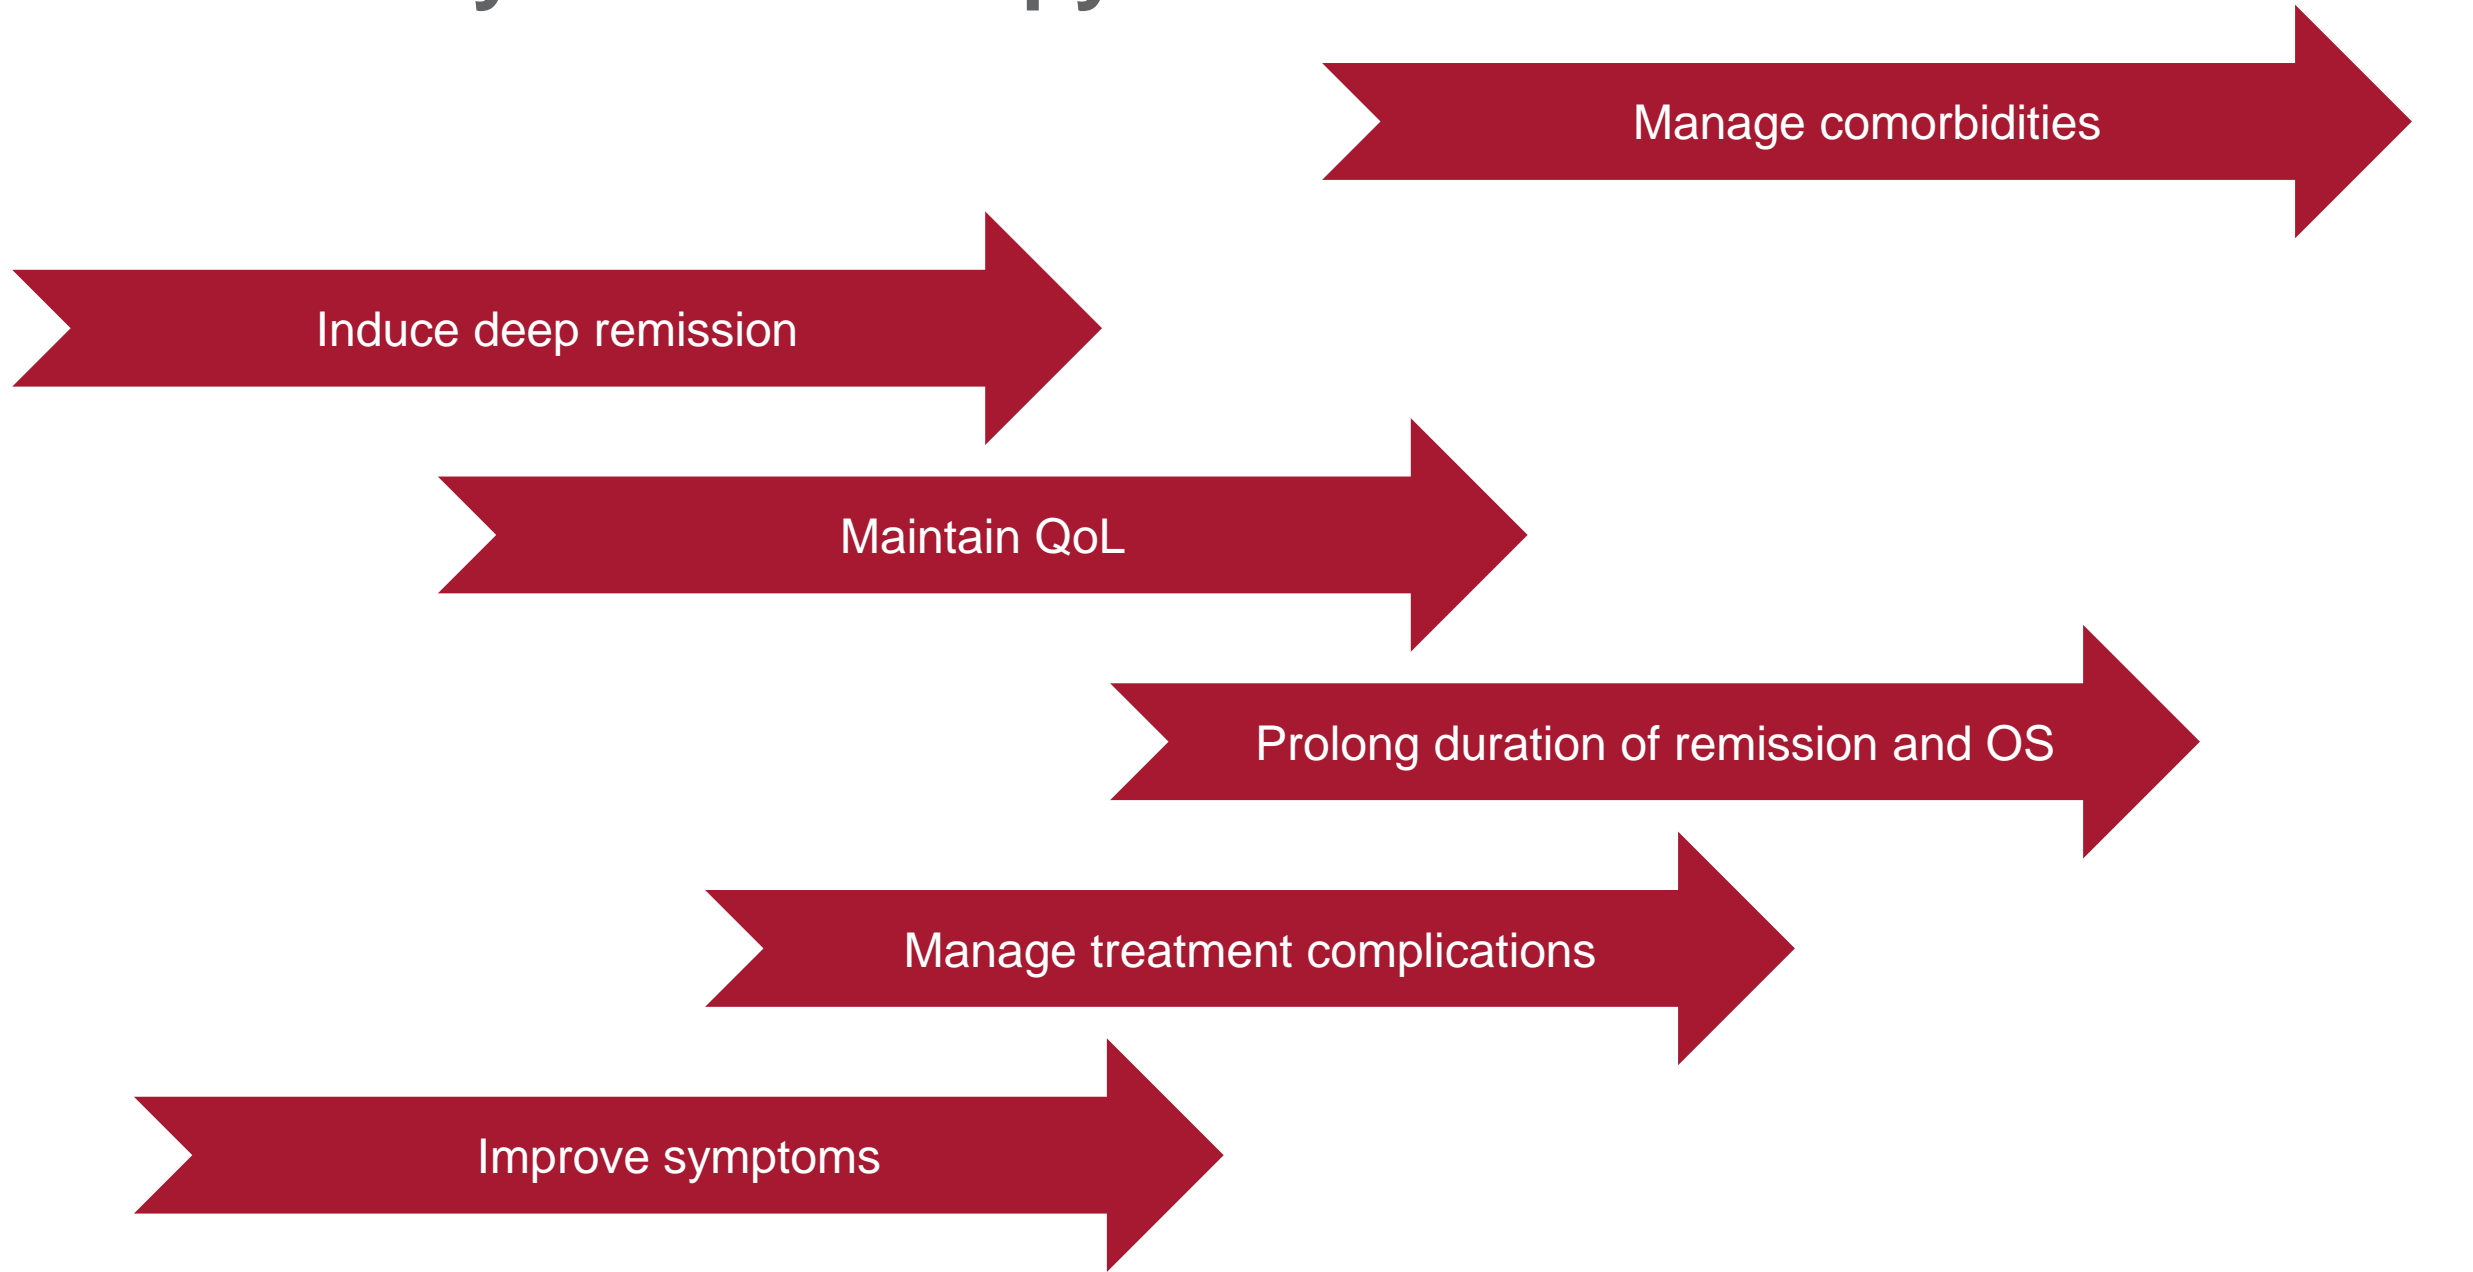 Manage comorbidities
Induce deep remission
Maintain QoL
Prolong duration of remission and OS
Manage treatment complications
Improve symptoms